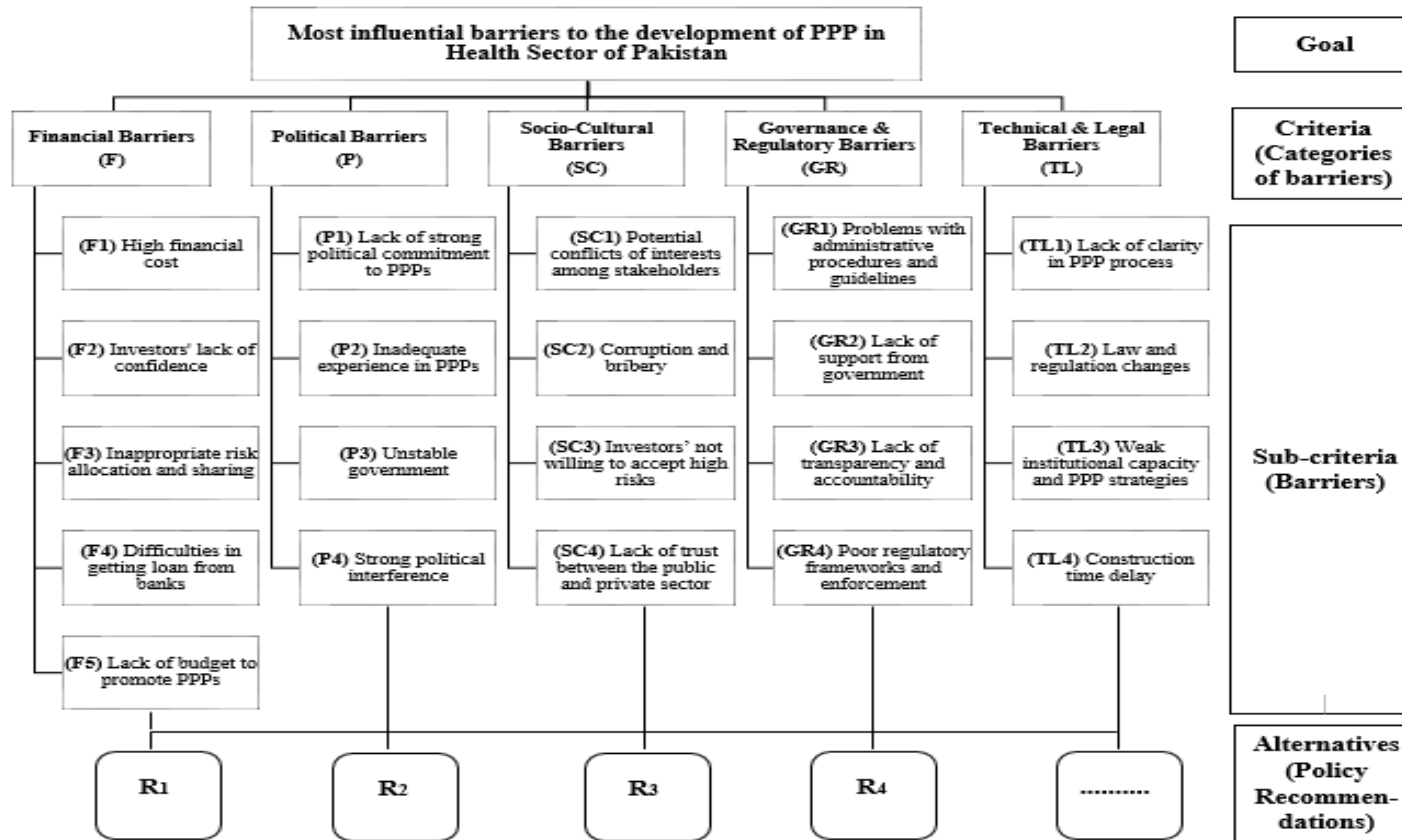 Most influential barriers to the development of PPP in
Health Sector of Pakistan
Goal
Financial Barriers
(F)
Political Barriers
(P)
Socio-Cultural
Barriers
(SC)
Governance &
Regulatory Barriers
(GR)
Technical & Legal
Barriers
(TL)
Criteria
(Categories
of barriers)
(F1) High financial
cost
(P1) Lack of strong
political commitment
to PPPs
(SC1) Potential
conflicts of interests
among stakeholders
(GR1) Problems with
administrative
procedures and
guidelines
(TL1) Lack of clarity
in PPP process
(F2) Investors' lack of
confidence
(P2) Inadequate
experience in PPPs
(SC2) Corruption and
bribery
(GR2) Lack of
support from
government
(TL2) Law and
regulation changes
(F3) Inappropriate risk
allocation and sharing
(P3) Unstable
government
(SC3) Investors’ not
willing to accept high
risks
(GR3) Lack of
transparency and
accountability
(TL3) Weak
institutional capacity
and PPP strategies
Sub-criteria
(Barriers)
(F4) Difficulties in
getting loan from
banks
(P4) Strong political
interference
(SC4) Lack of trust
between the public
and private sector
(GR4) Poor regulatory
frameworks and
enforcement
(TL4) Construction
time delay
(F5) Lack of budget to
promote PPPs
R1
R2
R3
R4
..........
Alternatives
(Policy
Recommen-
dations)